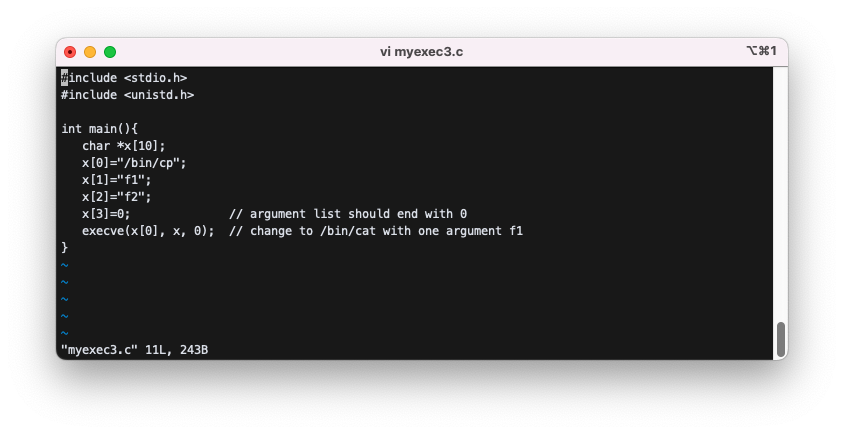 vi myexec3.c
⌥⌘1
#include <stdio.h>
#include <unistd.h>
int main(){
   char *x[10];
   x[0]="/bin/cp";
   x[1]="f1";
   x[2]="f2";
   x[3]=0;              // argument list should end with 0
   execve(x[0], x, 0);  // change to /bin/cat with one argument f1
}
~
~
~
~
~
"myexec3.c" 11L, 243B